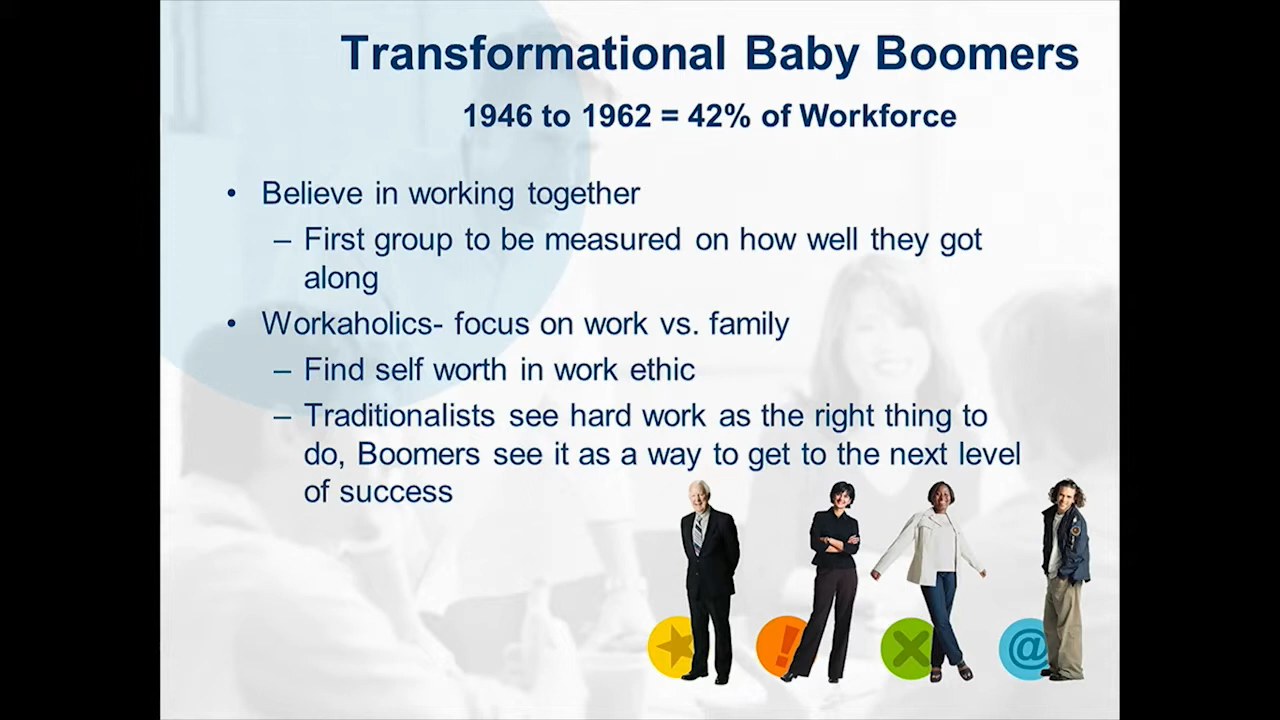 Transformational Baby Boomers
1946 to 1962 = 42% of Workforce
• Believe in working together
– First group to be measured on how well they got
along
• Workaholics- focus on work vs. family
– Find self worth in work ethic
– Traditionalists see hard work as the right thing to
do, Boomers see it as a way to get to the next level
of success
! @